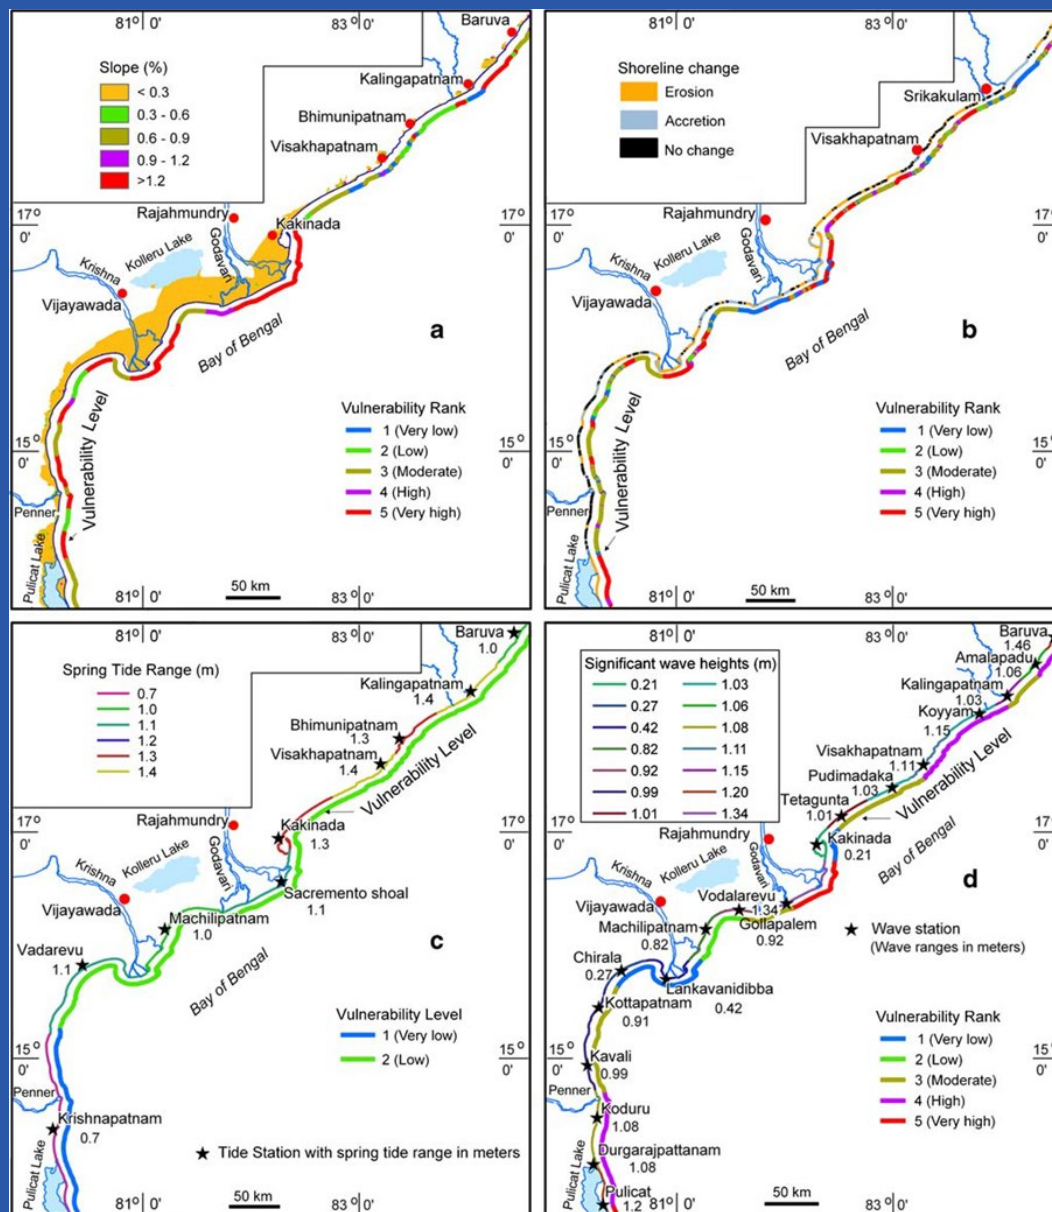 81° 0'
83° 0'
Baruva
Slope (%)
< 0.3
0.3 - 0.6
0.6 - 0.9
0.9 - 1.2
>1.2
Kalingapatnam
Bhimunipatnam
Visakhapatnam
17°
0'
Rajahmundry
Kakinada
Kolleru Lake
Godavari
Krishna
Vijayawada
Bay of Bengal
a
Vulnerability Level
Vulnerability Rank
1 (Very low)
2 (Low)
3 (Moderate)
4 (High)
5 (Very high)
15°
0'
Penner
Pulicat Lake
50 km
81° 0'
83° 0'
81° 0'
83° 0'
Shoreline change
Erosion
Accretion
No change
Srikakulam
Visakhapatnam
17°
0'
Rajahmundry
Kolleru Lake
Godavari
Krishna
Vijayawada
Bay of Bengal
b
Vulnerability Level
Vulnerability Rank
1 (Very low)
2 (Low)
3 (Moderate)
4 (High)
5 (Very high)
15°
0'
Penner
Pulicat Lake
50 km
81° 0'
83° 0'
81° 0'
83° 0'
Baruva
1.0
Spring Tide Range (m)
0.7
1.0
1.1
1.2
1.3
1.4
Kalingapatnam
1.4
Bhimunipatnam
1.3
Visakhapatnam
1.4
Vulnerability Level
17°
0'
Rajahmundry
Kakinada
1.3
Kolleru Lake
Godavari
Krishna
Sacremento shoal
1.1
Vijayawada
Machilipatnam
1.0
Vadarevu
1.1
Bay of Bengal
c
Vulnerability Level
1 (Very low)
2 (Low)
15°
0'
Penner
Krishnapatnam
0.7
Tide Station with spring tide range in meters
Pulicat Lake
50 km
81° 0'
83° 0'
81° 0'
83° 0'
Significant wave heights (m)
0.21 1.03
0.27 1.06
0.42 1.08
0.82 1.11
0.92 1.15
0.99 1.20
1.01 1.34
Baruva
1.46
Amalapadu
1.06
Kalingapatnam
1.03
Koyyam
1.15
Visakhapatnam
1.11
Pudimadaka
1.03
Tetagunta
1.01
Vulnerability Level
17°
0'
Rajahmundry
Kakinada
0.21
Kolleru Lake
Godavari
Krishna
Bay of Bengal
d
Vijayawada
Vodalarevu
1.34
Gollapalem
0.92
Machilipatnam
0.82
Wave station
(Wave ranges in meters)
Chirala
0.27
Lankavanidibba
0.42
Kottapatnam
0.91
Vulnerability Rank
1 (Very low)
2 (Low)
3 (Moderate)
4 (High)
5 (Very high)
15°
0'
Kavali
0.99
Penner
Koduru
1.08
Durgarajpattanam
1.08
Pulicat Lake
Pulicat
1.2
50 km
81° 0'
83° 0'